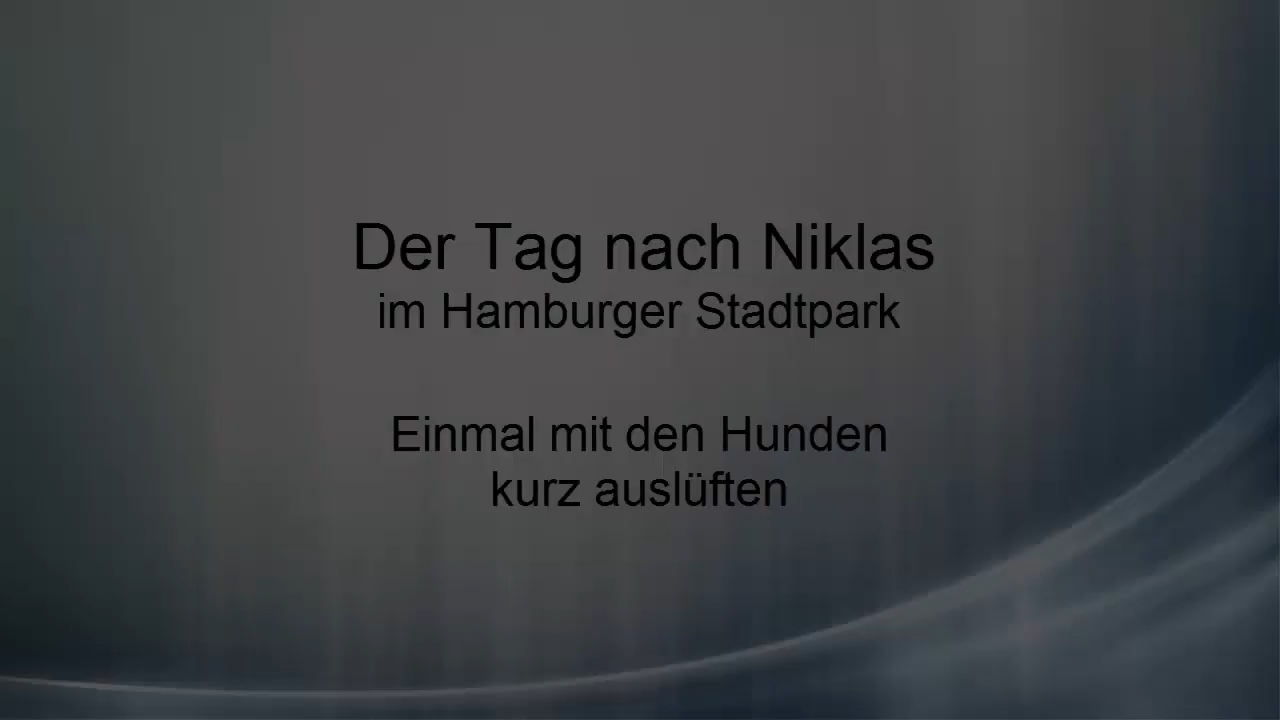 Der Tag nach Niklas
im Hamburger Stadtpark
Einmal mit den Hunden
kurz auslüften